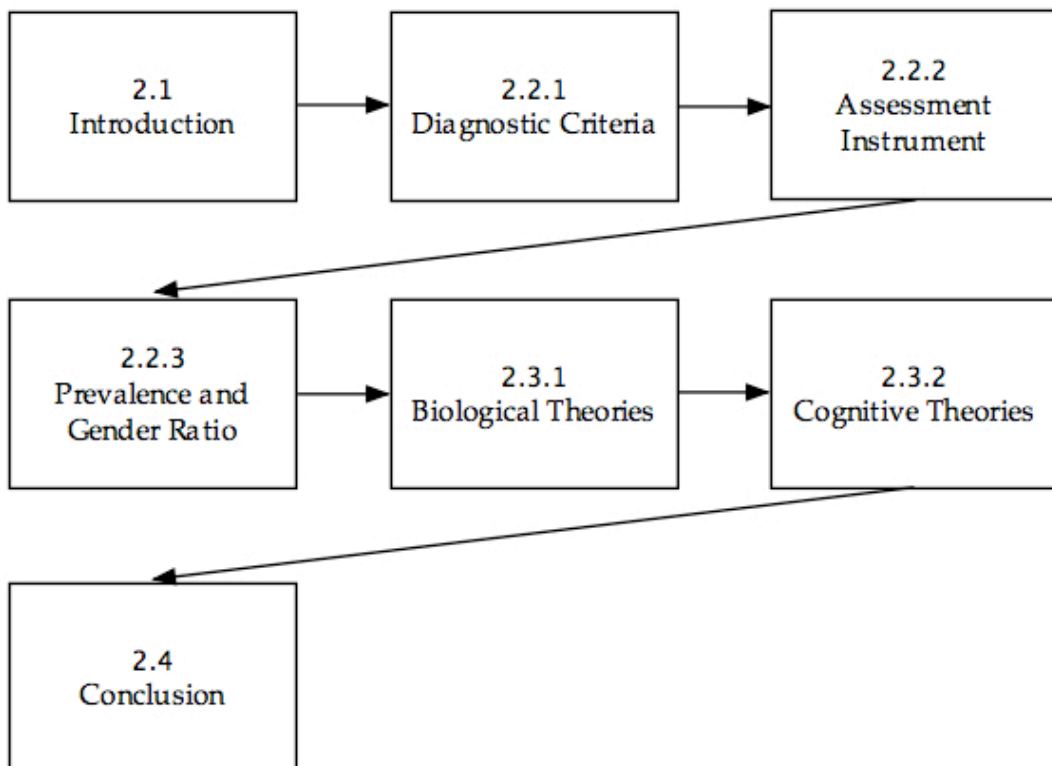 2.1
Introduction
2.2.1
Diagnostic Criteria
2.2.2
Assessment
Instrument
2.2.3
Prevalence and
Gender Ratio
2.3.1
Biological Theories
2.3.2
Cognitive Theories
2.4
Conclusion